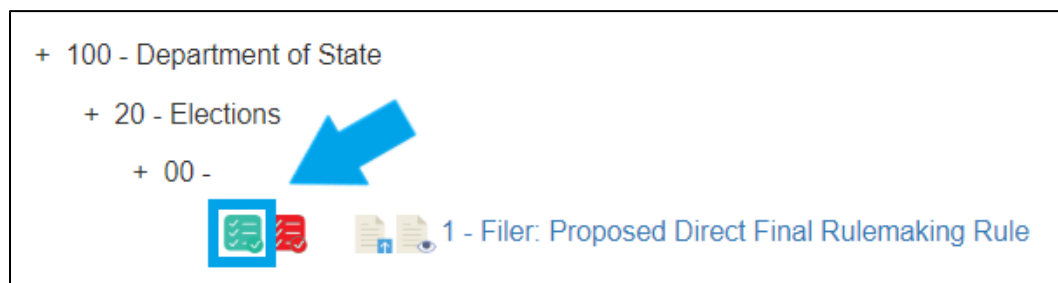 + 100 - Department of State
+ 20 - Elections
+ 00 -
1 - Filer: Proposed Direct Final Rulemaking Rule